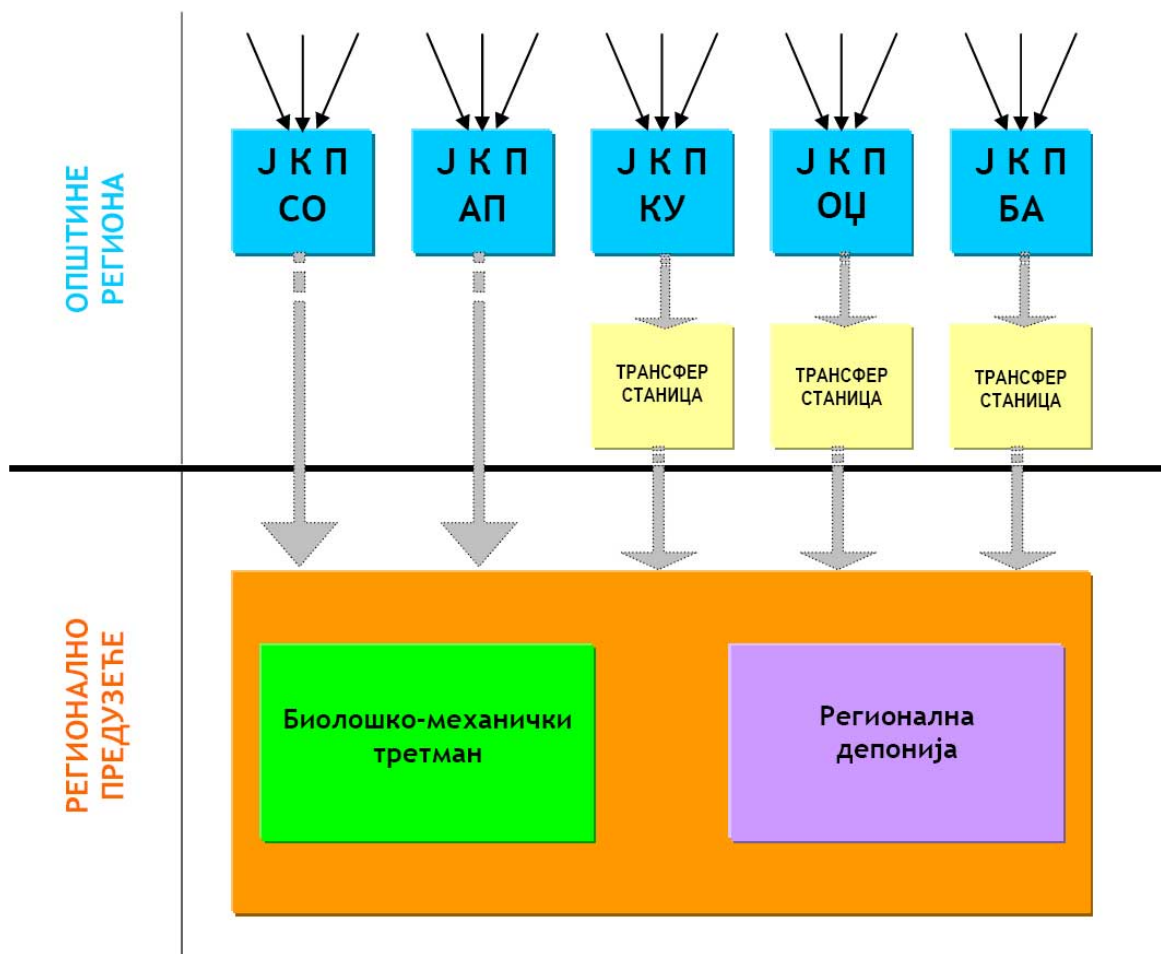 ОПШТИНЕ
РЕГИОНА
Ј К П
СО
Ј К П
АП
Ј К П
КУ
Ј К П
ОЏ
Ј К П
БА
ТРАНСФЕР
СТАНИЦА
ТРАНСФЕР
СТАНИЦА
ТРАНСФЕР
СТАНИЦА
РЕГИОНАЛНО
ПРЕДУЗЕЋЕ
Биолошко-механички
третман
Регионална
депонија